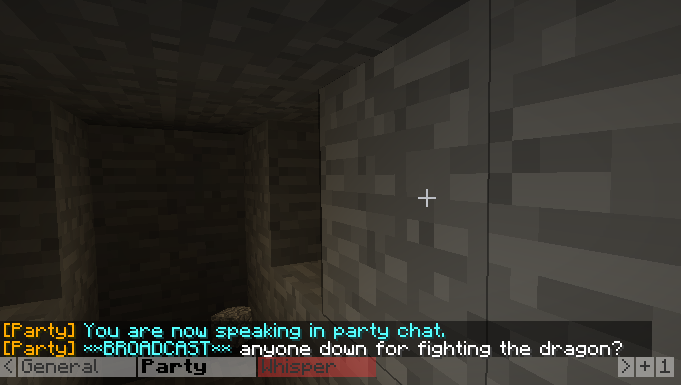 [Party] You are now speaking in party chat.
[Party] **BROADCAST** anyone down for fighting the dragon?
< General Party Whisper > + 1